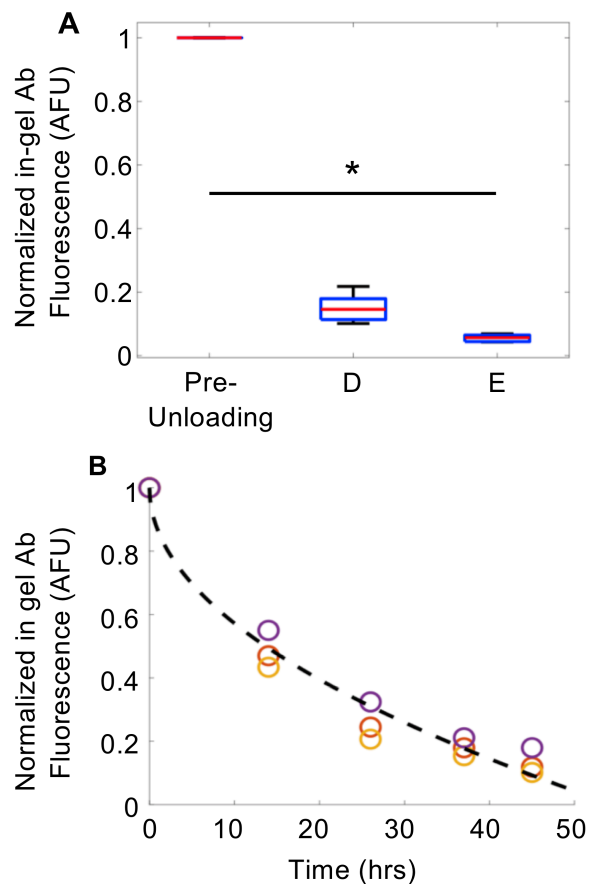 A
Normalized in-gel Ab
Fluorescence (AFU)
1
0.8
0.6
0.4
0.2
0
*
Pre-
Unloading
D
E
B
Normalized in gel Ab
Fluorescence (AFU)
1
0.8
0.6
0.4
0.2
0
0
10
20
30
40
50
Time (hrs)